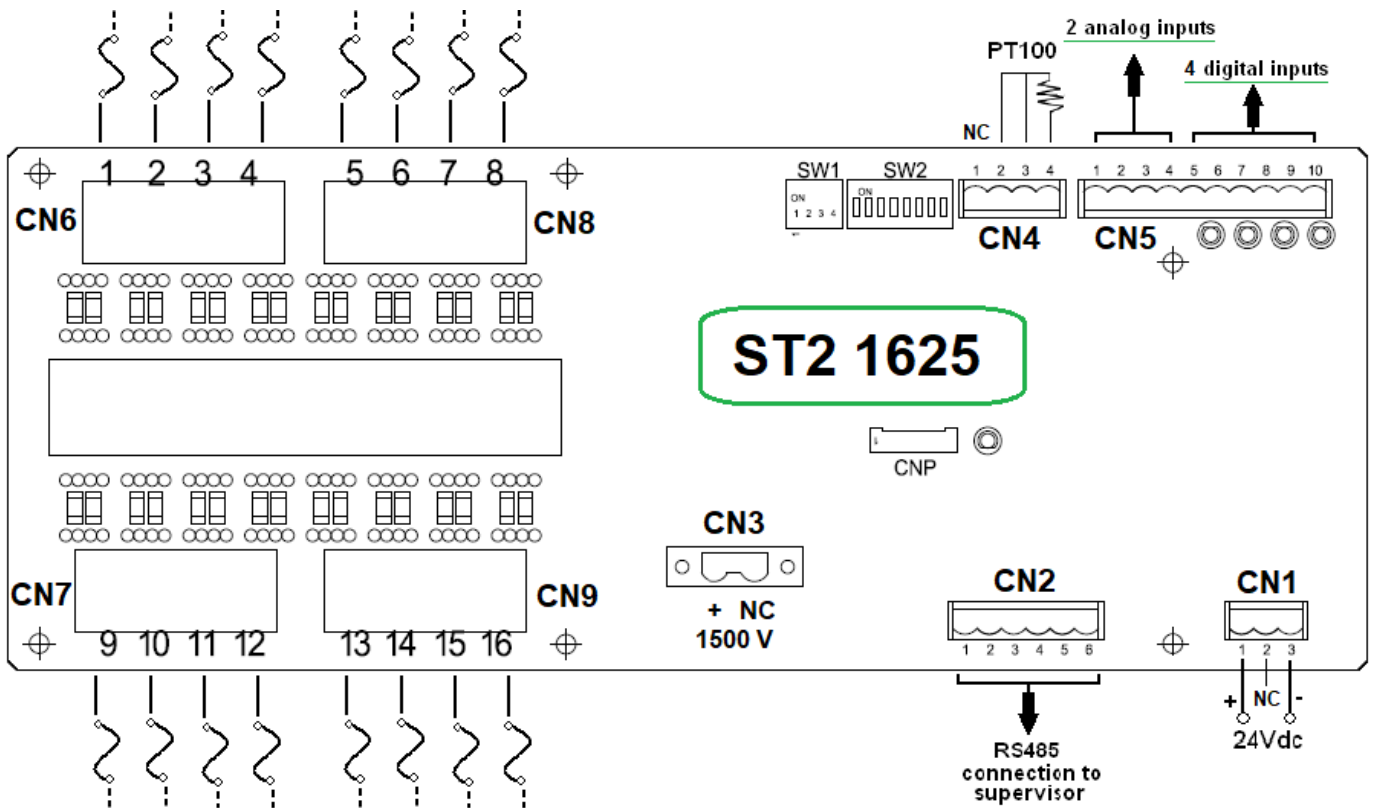 2 analog inputs
PT100
4 digital inputs
NC
1 2 3 4
5 6 7 8
SW1
SW2
1 2 3 4
1 2 3 4 5 6 7 8 9 10
ON
ON
1 2 3 4
CN6
CN8
CN4
CN5
ST2 1625
CNP
CN3
CN7
CN9
+ NC
1500 V
CN2
CN1
9 10 11 12
13 14 15 16
1 2 3 4 5 6
1 2 3
+ NC -
24Vdc
RS485
connection to
supervisor